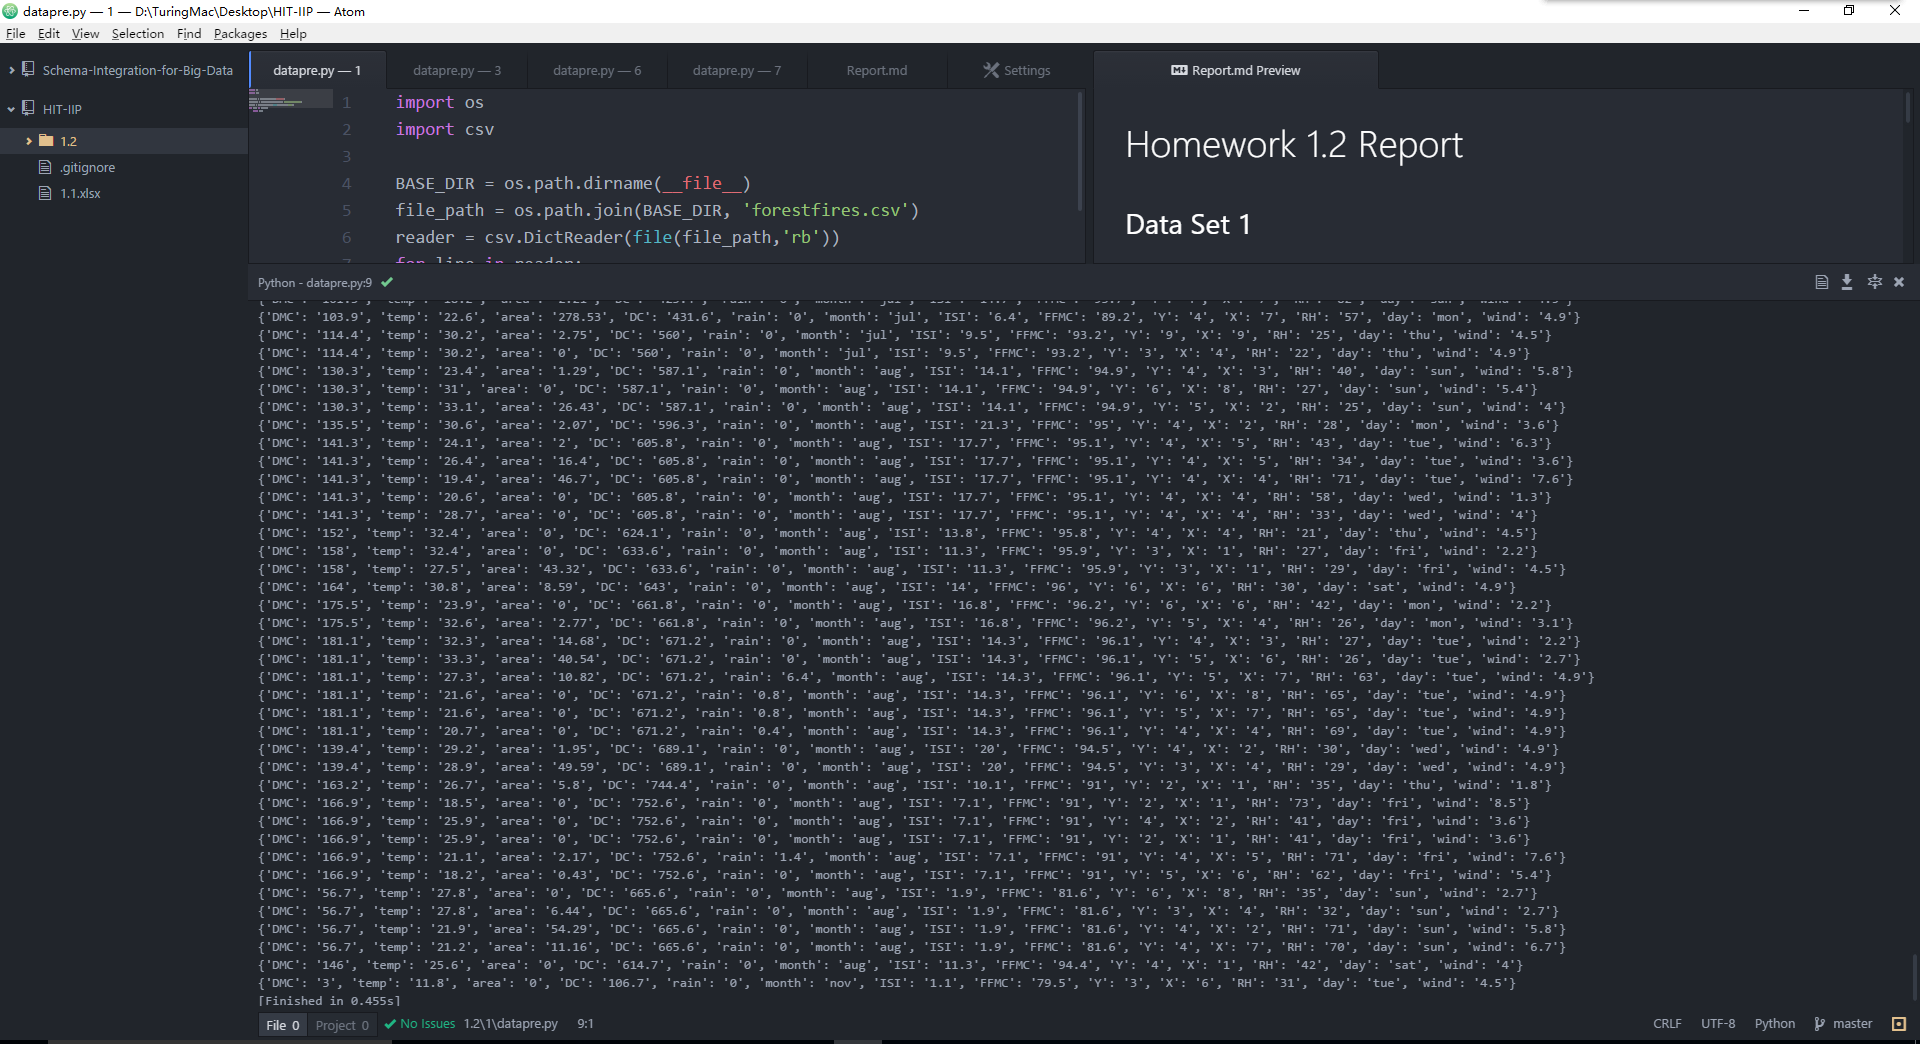 datapre.py — 1 — D:\TuringMac\Desktop\HIT-IIP — Atom
File Edit View Selection Find Packages Help
Schema-Integration-for-Big-Data
HIT-IIP
1.2
.gitignore
1.1.xlsx
datapre.py — 1
datapre.py — 3
datapre.py — 6
datapre.py — 7
Report.md
Settings
Report.md Preview
1 import os
2 import csv
3
4 BASE_DIR = os.path.dirname(__file__)
5 file_path = os.path.join(BASE_DIR, 'forestfires.csv')
6 reader = csv.DictReader(file(file_path,'rb'))
7 for line in reader:
Homework 1.2 Report
Data Set 1
Python - datapre.py:9
{'DMC': '103.9', 'temp': '22.6', 'area': '278.53', 'DC': '431.6', 'rain': '0', 'month': 'jul', 'ISI': '6.4', 'FFMC': '89.2', 'Y': '4', 'X': '7', 'RH': '57', 'day': 'mon', 'wind': '4.9'}
{'DMC': '114.4', 'temp': '30.2', 'area': '2.75', 'DC': '560', 'rain': '0', 'month': 'jul', 'ISI': '9.5', 'FFMC': '93.2', 'Y': '9', 'X': '9', 'RH': '25', 'day': 'thu', 'wind': '4.5'}
{'DMC': '114.4', 'temp': '30.2', 'area': '0', 'DC': '560', 'rain': '0', 'month': 'jul', 'ISI': '9.5', 'FFMC': '93.2', 'Y': '3', 'X': '4', 'RH': '22', 'day': 'thu', 'wind': '4.9'}
{'DMC': '130.3', 'temp': '23.4', 'area': '1.29', 'DC': '587.1', 'rain': '0', 'month': 'aug', 'ISI': '14.1', 'FFMC': '94.9', 'Y': '4', 'X': '3', 'RH': '40', 'day': 'sun', 'wind': '5.8'}
{'DMC': '130.3', 'temp': '31', 'area': '0', 'DC': '587.1', 'rain': '0', 'month': 'aug', 'ISI': '14.1', 'FFMC': '94.9', 'Y': '6', 'X': '8', 'RH': '27', 'day': 'sun', 'wind': '5.4'}
{'DMC': '130.3', 'temp': '33.1', 'area': '26.43', 'DC': '587.1', 'rain': '0', 'month': 'aug', 'ISI': '14.1', 'FFMC': '94.9', 'Y': '5', 'X': '2', 'RH': '25', 'day': 'sun', 'wind': '4'}
{'DMC': '135.5', 'temp': '30.6', 'area': '2.07', 'DC': '596.3', 'rain': '0', 'month': 'aug', 'ISI': '21.3', 'FFMC': '95', 'Y': '4', 'X': '2', 'RH': '28', 'day': 'mon', 'wind': '3.6'}
{'DMC': '141.3', 'temp': '24.1', 'area': '2', 'DC': '605.8', 'rain': '0', 'month': 'aug', 'ISI': '17.7', 'FFMC': '95.1', 'Y': '4', 'X': '5', 'RH': '43', 'day': 'tue', 'wind': '6.3'}
{'DMC': '141.3', 'temp': '26.4', 'area': '16.4', 'DC': '605.8', 'rain': '0', 'month': 'aug', 'ISI': '17.7', 'FFMC': '95.1', 'Y': '4', 'X': '5', 'RH': '34', 'day': 'tue', 'wind': '3.6'}
{'DMC': '141.3', 'temp': '19.4', 'area': '46.7', 'DC': '605.8', 'rain': '0', 'month': 'aug', 'ISI': '17.7', 'FFMC': '95.1', 'Y': '4', 'X': '4', 'RH': '71', 'day': 'tue', 'wind': '7.6'}
{'DMC': '141.3', 'temp': '20.6', 'area': '0', 'DC': '605.8', 'rain': '0', 'month': 'aug', 'ISI': '17.7', 'FFMC': '95.1', 'Y': '4', 'X': '4', 'RH': '58', 'day': 'wed', 'wind': '1.3'}
{'DMC': '141.3', 'temp': '28.7', 'area': '0', 'DC': '605.8', 'rain': '0', 'month': 'aug', 'ISI': '17.7', 'FFMC': '95.1', 'Y': '4', 'X': '4', 'RH': '33', 'day': 'wed', 'wind': '4'}
{'DMC': '152', 'temp': '32.4', 'area': '0', 'DC': '624.1', 'rain': '0', 'month': 'aug', 'ISI': '13.8', 'FFMC': '95.8', 'Y': '4', 'X': '4', 'RH': '21', 'day': 'thu', 'wind': '4.5'}
{'DMC': '158', 'temp': '32.4', 'area': '0', 'DC': '633.6', 'rain': '0', 'month': 'aug', 'ISI': '11.3', 'FFMC': '95.9', 'Y': '3', 'X': '1', 'RH': '27', 'day': 'fri', 'wind': '2.2'}
{'DMC': '158', 'temp': '27.5', 'area': '43.32', 'DC': '633.6', 'rain': '0', 'month': 'aug', 'ISI': '11.3', 'FFMC': '95.9', 'Y': '3', 'X': '1', 'RH': '29', 'day': 'fri', 'wind': '4.5'}
{'DMC': '164', 'temp': '30.8', 'area': '8.59', 'DC': '643', 'rain': '0', 'month': 'aug', 'ISI': '14', 'FFMC': '96', 'Y': '6', 'X': '6', 'RH': '30', 'day': 'sat', 'wind': '4.9'}
{'DMC': '175.5', 'temp': '23.9', 'area': '0', 'DC': '661.8', 'rain': '0', 'month': 'aug', 'ISI': '16.8', 'FFMC': '96.2', 'Y': '6', 'X': '6', 'RH': '42', 'day': 'mon', 'wind': '2.2'}
{'DMC': '175.5', 'temp': '32.6', 'area': '2.77', 'DC': '661.8', 'rain': '0', 'month': 'aug', 'ISI': '16.8', 'FFMC': '96.2', 'Y': '5', 'X': '4', 'RH': '26', 'day': 'mon', 'wind': '3.1'}
{'DMC': '181.1', 'temp': '32.3', 'area': '14.68', 'DC': '671.2', 'rain': '0', 'month': 'aug', 'ISI': '14.3', 'FFMC': '96.1', 'Y': '4', 'X': '3', 'RH': '27', 'day': 'tue', 'wind': '2.2'}
{'DMC': '181.1', 'temp': '33.3', 'area': '40.54', 'DC': '671.2', 'rain': '0', 'month': 'aug', 'ISI': '14.3', 'FFMC': '96.1', 'Y': '5', 'X': '6', 'RH': '26', 'day': 'tue', 'wind': '2.7'}
{'DMC': '181.1', 'temp': '27.3', 'area': '10.82', 'DC': '671.2', 'rain': '6.4', 'month': 'aug', 'ISI': '14.3', 'FFMC': '96.1', 'Y': '5', 'X': '7', 'RH': '63', 'day': 'tue', 'wind': '4.9'}
{'DMC': '181.1', 'temp': '21.6', 'area': '0', 'DC': '671.2', 'rain': '0.8', 'month': 'aug', 'ISI': '14.3', 'FFMC': '96.1', 'Y': '6', 'X': '8', 'RH': '65', 'day': 'tue', 'wind': '4.9'}
{'DMC': '181.1', 'temp': '21.6', 'area': '0', 'DC': '671.2', 'rain': '0.8', 'month': 'aug', 'ISI': '14.3', 'FFMC': '96.1', 'Y': '5', 'X': '7', 'RH': '65', 'day': 'tue', 'wind': '4.9'}
{'DMC': '181.1', 'temp': '20.7', 'area': '0', 'DC': '671.2', 'rain': '0.4', 'month': 'aug', 'ISI': '14.3', 'FFMC': '96.1', 'Y': '4', 'X': '4', 'RH': '69', 'day': 'tue', 'wind': '4.9'}
{'DMC': '139.4', 'temp': '29.2', 'area': '1.95', 'DC': '689.1', 'rain': '0', 'month': 'aug', 'ISI': '20', 'FFMC': '94.5', 'Y': '4', 'X': '2', 'RH': '30', 'day': 'wed', 'wind': '4.9'}
{'DMC': '139.4', 'temp': '28.9', 'area': '49.59', 'DC': '689.1', 'rain': '0', 'month': 'aug', 'ISI': '20', 'FFMC': '94.5', 'Y': '3', 'X': '4', 'RH': '29', 'day': 'wed', 'wind': '4.9'}
{'DMC': '163.2', 'temp': '26.7', 'area': '5.8', 'DC': '744.4', 'rain': '0', 'month': 'aug', 'ISI': '10.1', 'FFMC': '91', 'Y': '2', 'X': '1', 'RH': '35', 'day': 'thu', 'wind': '1.8'}
{'DMC': '166.9', 'temp': '18.5', 'area': '0', 'DC': '752.6', 'rain': '0', 'month': 'aug', 'ISI': '7.1', 'FFMC': '91', 'Y': '2', 'X': '1', 'RH': '73', 'day': 'fri', 'wind': '8.5'}
{'DMC': '166.9', 'temp': '25.9', 'area': '0', 'DC': '752.6', 'rain': '0', 'month': 'aug', 'ISI': '7.1', 'FFMC': '91', 'Y': '4', 'X': '2', 'RH': '41', 'day': 'fri', 'wind': '3.6'}
{'DMC': '166.9', 'temp': '25.9', 'area': '0', 'DC': '752.6', 'rain': '0', 'month': 'aug', 'ISI': '7.1', 'FFMC': '91', 'Y': '2', 'X': '1', 'RH': '41', 'day': 'fri', 'wind': '3.6'}
{'DMC': '166.9', 'temp': '21.1', 'area': '2.17', 'DC': '752.6', 'rain': '1.4', 'month': 'aug', 'ISI': '7.1', 'FFMC': '91', 'Y': '4', 'X': '5', 'RH': '71', 'day': 'fri', 'wind': '7.6'}
{'DMC': '166.9', 'temp': '18.2', 'area': '0.43', 'DC': '752.6', 'rain': '0', 'month': 'aug', 'ISI': '7.1', 'FFMC': '91', 'Y': '5', 'X': '6', 'RH': '62', 'day': 'fri', 'wind': '5.4'}
{'DMC': '56.7', 'temp': '27.8', 'area': '0', 'DC': '665.6', 'rain': '0', 'month': 'aug', 'ISI': '1.9', 'FFMC': '81.6', 'Y': '6', 'X': '8', 'RH': '35', 'day': 'sun', 'wind': '2.7'}
{'DMC': '56.7', 'temp': '27.8', 'area': '6.44', 'DC': '665.6', 'rain': '0', 'month': 'aug', 'ISI': '1.9', 'FFMC': '81.6', 'Y': '3', 'X': '4', 'RH': '32', 'day': 'sun', 'wind': '2.7'}
{'DMC': '56.7', 'temp': '21.9', 'area': '54.29', 'DC': '665.6', 'rain': '0', 'month': 'aug', 'ISI': '1.9', 'FFMC': '81.6', 'Y': '4', 'X': '2', 'RH': '71', 'day': 'sun', 'wind': '5.8'}
{'DMC': '56.7', 'temp': '21.2', 'area': '11.16', 'DC': '665.6', 'rain': '0', 'month': 'aug', 'ISI': '1.9', 'FFMC': '81.6', 'Y': '4', 'X': '7', 'RH': '70', 'day': 'sun', 'wind': '6.7'}
{'DMC': '146', 'temp': '25.6', 'area': '0', 'DC': '614.7', 'rain': '0', 'month': 'aug', 'ISI': '11.3', 'FFMC': '94.4', 'Y': '4', 'X': '1', 'RH': '42', 'day': 'sat', 'wind': '4'}
{'DMC': '3', 'temp': '11.8', 'area': '0', 'DC': '106.7', 'rain': '0', 'month': 'nov', 'ISI': '1.1', 'FFMC': '79.5', 'Y': '3', 'X': '6', 'RH': '31', 'day': 'tue', 'wind': '4.5'}
[Finished in 0.455s]
File 0 Project 0 No Issues 1.2\1\datapre.py 9:1 CRLF UTF-8 Python master